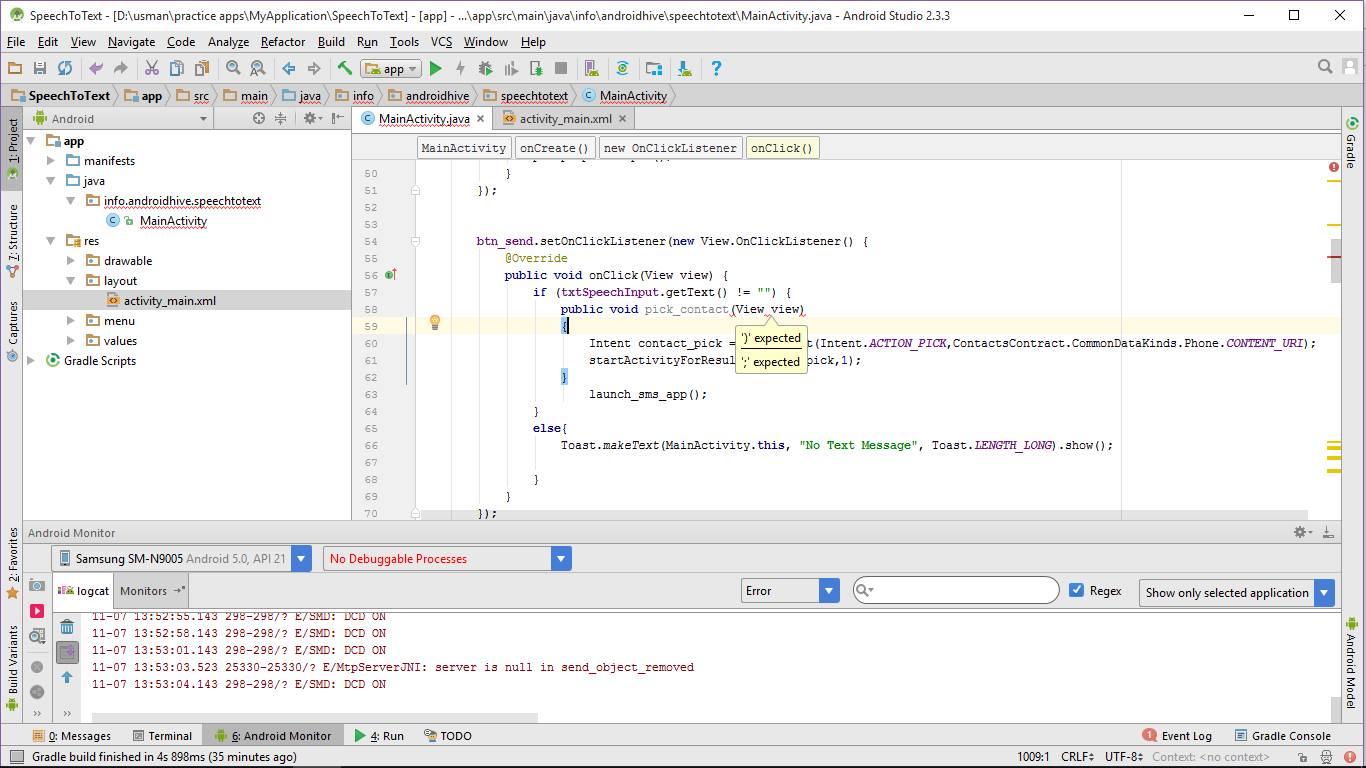 SpeechToText - [D:\usman\practice apps\MyApplication\SpeechToText] - [app] - ...\app\src\main\java\info\androidhive\speechtotext\MainActivity.java - Android Studio 2.3.3
File Edit View Navigate Code Analyze Refactor Build Run Tools VCS Window Help
app
SpeechToText app src main java info androidhive speechtotext MainActivity
Android
MainActivity.java activity_main.xml
1: Project
7: Structure
Captures
2: Favorites
Build Variants
app
manifests
java
info.androidhive.speechtotext
MainActivity
res
drawable
layout
activity_main.xml
menu
values
Gradle Scripts
MainActivity onCreate() new OnClickListener onClick()
50 }
51 });
52
53
54 btn_send.setOnClickListener(new View.OnClickListener() {
55 @Override
56 public void onClick(View view) {
57 if (txtSpeechInput.getText() != "") {
58 public void pick_contact(View view)
59 {
60 Intent contact_pick = t(Intent.ACTION_PICK,ContactsContract.CommonDataKinds.Phone.CONTENT_URI);
61 startActivityForResul pick,1);
62 }
63 launch_sms_app();
64 }
65 else{
66 Toast.makeText(MainActivity.this, "No Text Message", Toast.LENGTH_LONG).show();
67
68 }
69 }
70 });
')' expected
';' expected
Gradle
Android Model
Android Monitor
Samsung SM-N9005 Android 5.0, API 21 No Debuggable Processes
logcat Monitors Error Regex Show only selected application
11-07 13:52:55.143 298-298/? E/SMD: DCD ON
11-07 13:52:58.143 298-298/? E/SMD: DCD ON
11-07 13:53:01.143 298-298/? E/SMD: DCD ON
11-07 13:53:03.523 25330-25330/? E/MtpServerJNI: server is null in send_object_removed
11-07 13:53:04.143 298-298/? E/SMD: DCD ON
0: Messages Terminal 6: Android Monitor 4: Run TODO 1 Event Log Gradle Console
Gradle build finished in 4s 898ms (35 minutes ago) 1009:1 CRLF UTF-8 Context: <no context>